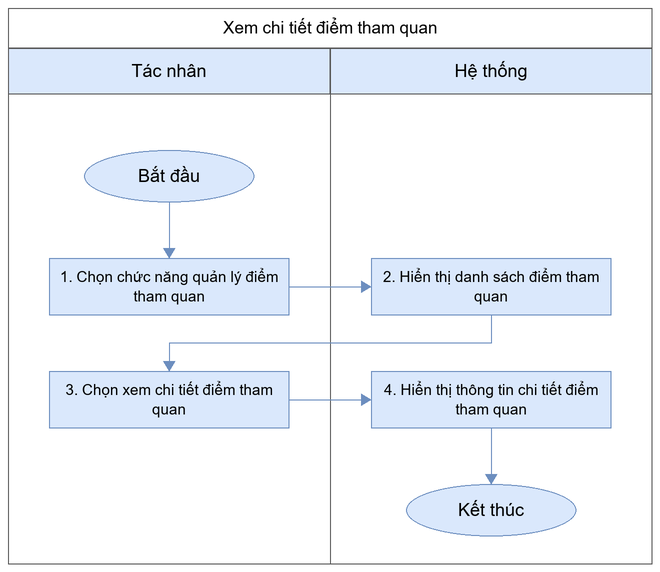 Xem chi tiết điểm tham quan
Tác nhân
Hệ thống
Bắt đầu
1. Chọn chức năng quản lý điểm
tham quan
2. Hiển thị danh sách điểm tham
quan
3. Chọn xem chi tiết điểm tham
quan
4. Hiển thị thông tin chi tiết điểm
tham quan
Kết thúc